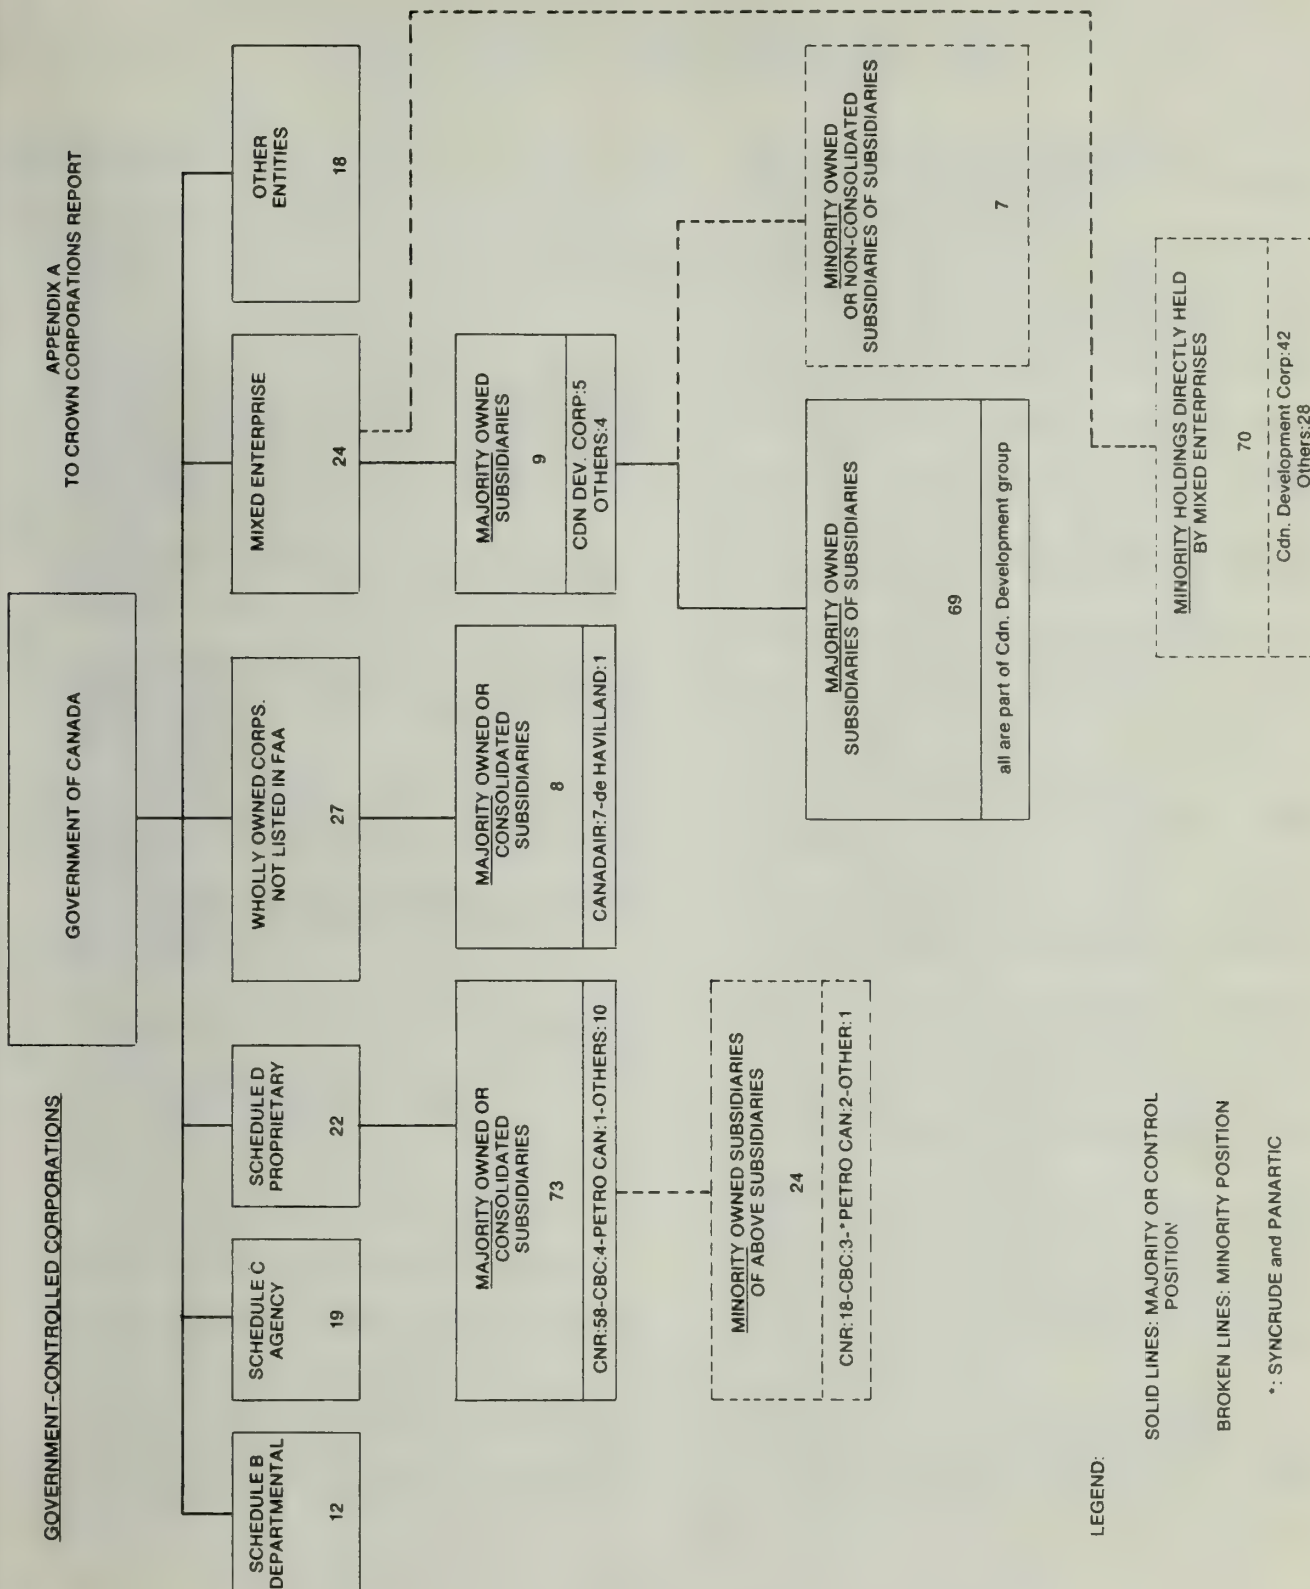 APPENDIX A
TO CROWN CORPORATIONS REPORT
GOVERNMENT-CONTROLLED CORPORATIONS
GOVERNMENT OF CANADA
SCHEDULE B
DEPARTMENTAL
12
SCHEDULE C
AGENCY
19
SCHEDULE D
PROPRIETARY
22
WHOLLY OWNED CORPS.
NOT LISTED IN FAA
27
MIXED ENTERPRISE
24
OTHER
ENTITIES
18
MAJORITY OWNED OR
CONSOLIDATED
SUBSIDIARIES
73
CNR:58-CBC:4-PETRO CAN:1-OTHERS:10
MAJORITY OWNED OR
CONSOLIDATED
SUBSIDIARIES
8
CANADAIR:7-de HAVILLAND:1
MAJORITY OWNED
SUBSIDIARIES
9
CDN DEV. CORP:5
OTHERS:4
MINORITY OWNED SUBSIDIARIES
OF ABOVE SUBSIDIARIES
24
CNR:18-CBC:3-*PETRO CAN:2-OTHER:1
MAJORITY OWNED
SUBSIDIARIES OF SUBSIDIARIES
69
all are part of Cdn. Development group
MINORITY OWNED
OR NON-CONSOLIDATED
SUBSIDIARIES OF SUBSIDIARIES
7
MINORITY HOLDINGS DIRECTLY HELD
BY MIXED ENTERPRISES
70
Cdn. Development Corp:42
Others:28
LEGEND:
SOLID LINES: MAJORITY OR CONTROL
POSITION
BROKEN LINES: MINORITY POSITION
*: SYNCRUDE and PANARTIC